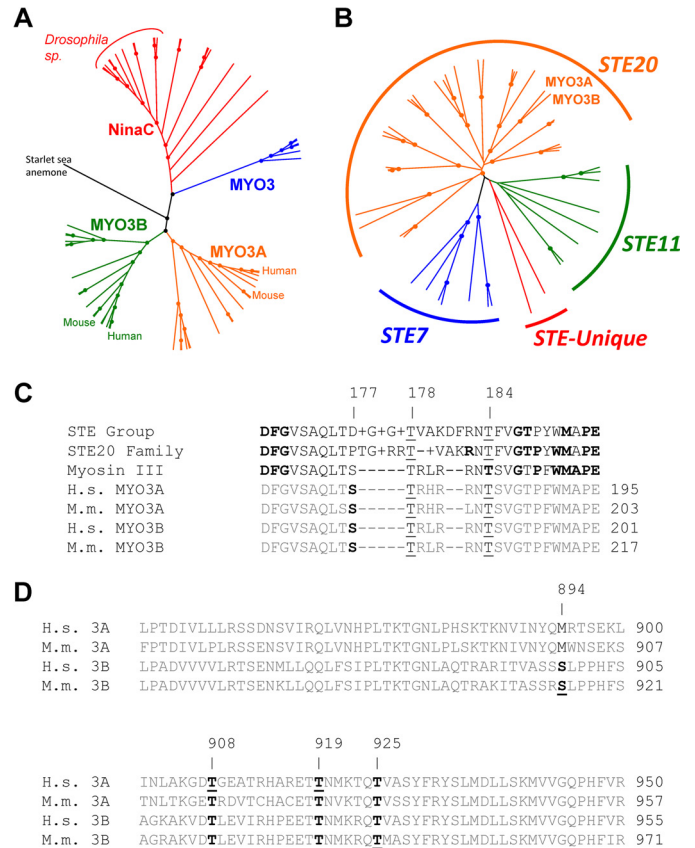 A
Drosophila
sp.
NinaC
Starlet sea
anemone
MYO3
MYO3B
MYO3A
Human
Mouse
Mouse
Human
B
STE20
MYO3A
MYO3B
STE11
STE7
STE-Unique
C
177 178 184
STE Group DFGVSAQLTD+G+G+TVAKDFRNTFVGTPYWMAPE
STE20 Family DFGVSAQLTPTG+RRT+VAKRNTFVGTPYWMAPE
Myosin III DFGVSAQLTS-----TRLR--RNTSVGTPFWMAPE
H.s. MYO3A DFGVSAQLTS-----TRHR--RNTSVGTPFWMAPE 195
M.m. MYO3A DFGVSAQLSS-----TRHR--LNTSVGTPFWMAPE 203
H.s. MYO3B DFGVSAQLTS-----TRLR--RNTSVGTPFWMAPE 201
M.m. MYO3B DFGVSAQLTS-----TRLR--RNTSVGTPFWMAPE 217
D
894
H.s. 3A LPTDIVLLLRSSDNSVIRQLVNHPLTKTGNLPHSKTKNVINYQMRTSEKL 900
M.m. 3A FPTDIVLPLRSSENSVIRQLVNHPLTKTGNLPHSKTKNVINYQMWNSEKS 907
H.s. 3B LPADVVVVLRTSENMLLQQLFSIPLTKTGNLAQTRARITVASSSLPPHFS 905
M.m. 3B LPADVVVVLRTSENKLLQQLFSIPLTKTGNLAQTRAKITASSRSLPPHFS 921
908 919 925
H.s. 3A INLAKGDTGEATRHARETTNMKTQTVASYFRYSLMDLLSKMVVGQPHFVR 950
M.m. 3A TNLTKGETRDVTCHACETTNVKTQTVASYFRYSLMDLLSKMVVGQPHFVR 957
H.s. 3B AGKAKVDTLEVIRHPEETTNMKRQTVASYFRYSLMDLLSKMVVGQPHFVR 955
M.m. 3B AGRAKVDTLEVIRHPEETTNMKRQTMASYFRYSLMDLLSKMVVGQPHFIR 971